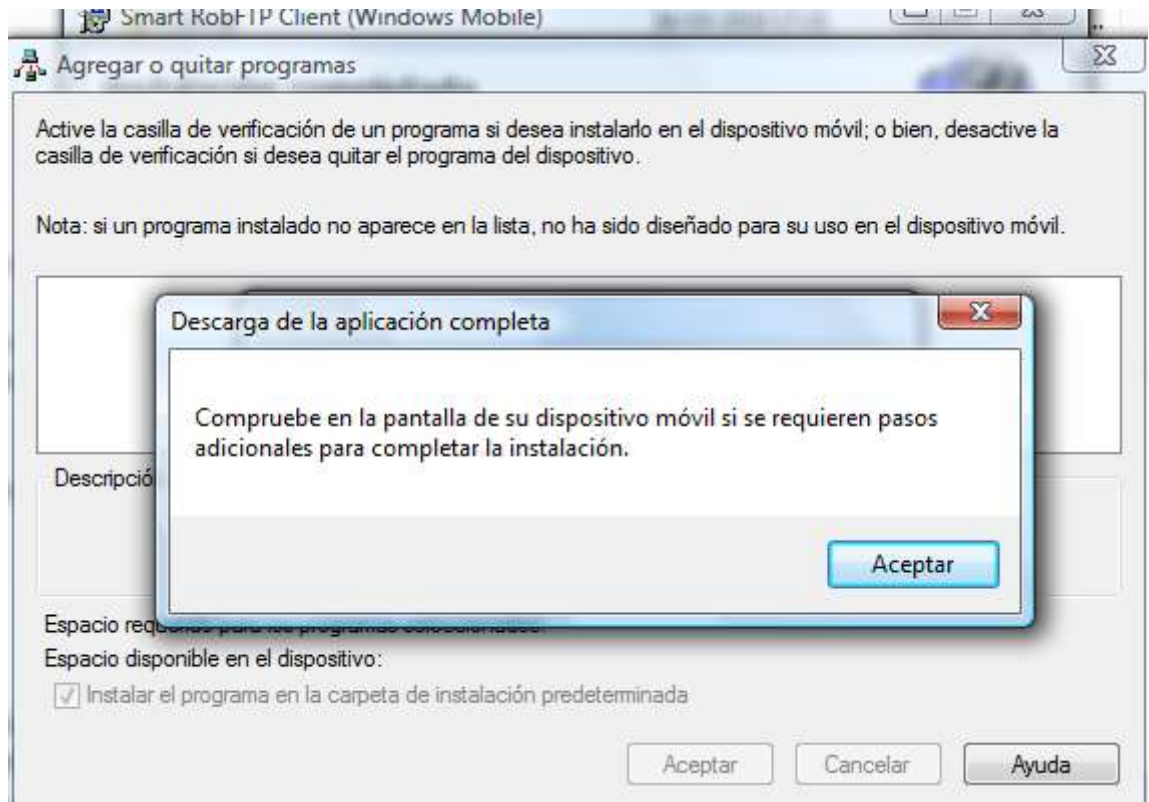 Smart RobFTP Client (Windows Mobile)
Agregar o quitar programas
Active la casilla de verificación de un programa si desea instalarlo en el dispositivo móvil; o bien, desactive la
casilla de verificación si desea quitar el programa del dispositivo.
Nota: si un programa instalado no aparece en la lista, no ha sido diseñado para su uso en el dispositivo móvil.
Descarga de la aplicación completa
Compruebe en la pantalla de su dispositivo móvil si se requieren pasos
adicionales para completar la instalación.
Aceptar
Descripció
Espacio
Espacio disponible en el dispositivo:
Instalar el programa en la carpeta de instalación predeterminada
Aceptar Cancelar Ayuda